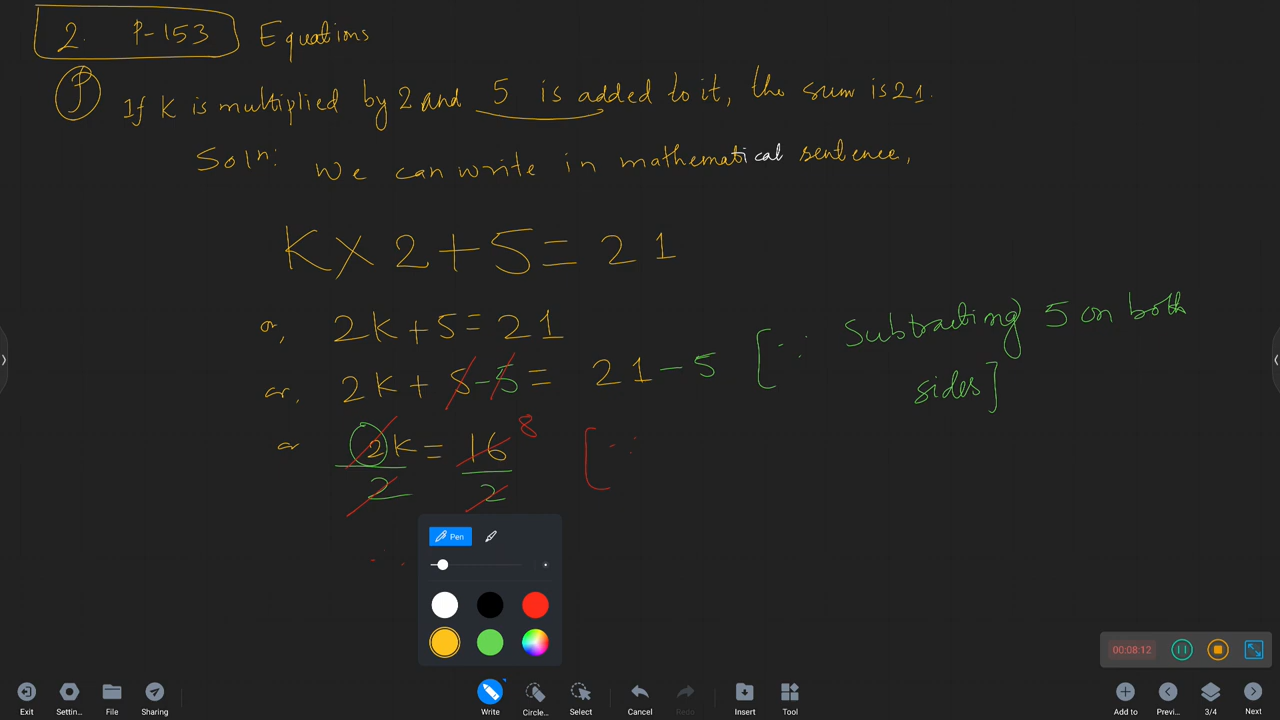 2. P-153 Equations
P If K is multiplied by 2 and 5 is added to it, the sum is 21.
Solⁿ: We can write in mathematical sentence,
K × 2 + 5 = 21
or, 2K + 5 = 21
or, 2K + 5 - 5 = 21 - 5 [∵ Subtracting 5 on both
sides]
or 2K/2 = 16/2 8 [∵
Pen
00:08:12
Exit Settin... File Sharing Write Circle... Select Cancel Redo Insert Tool Add to Previ... 3/4 Next